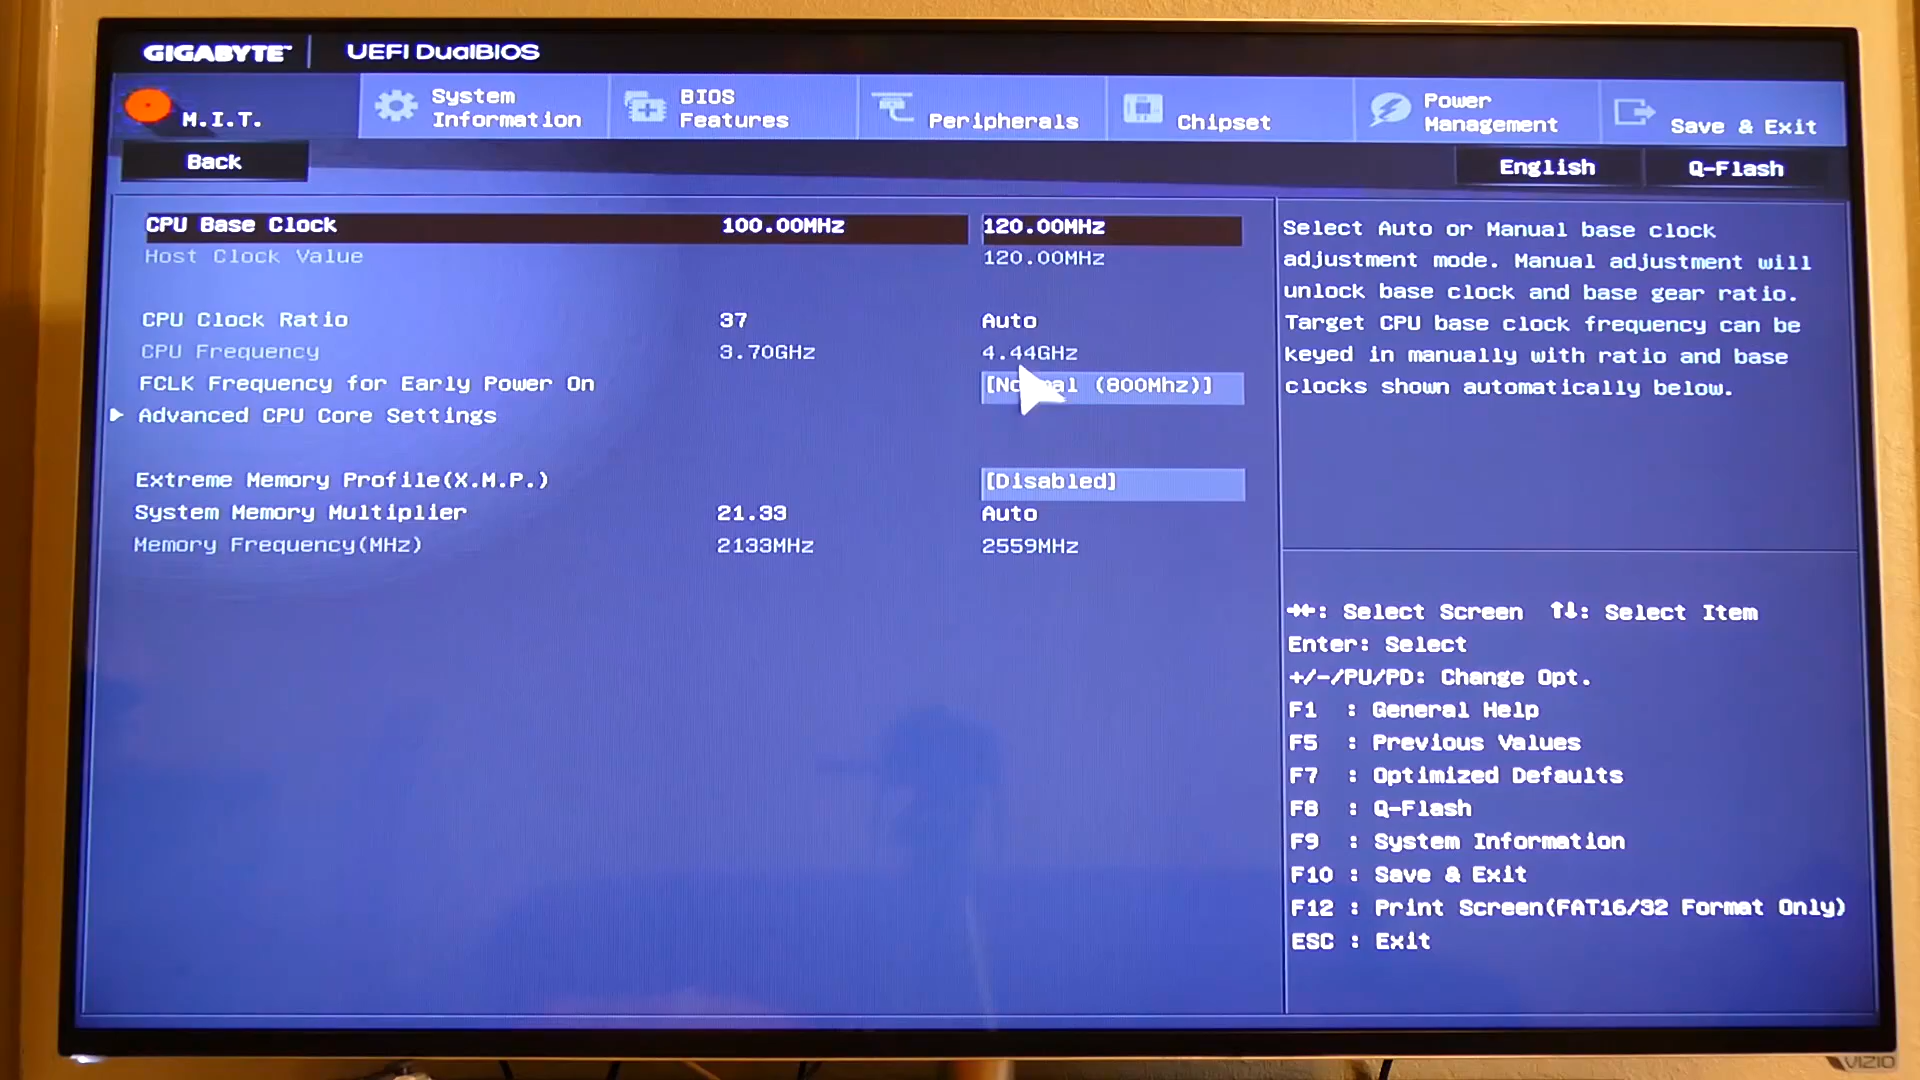 GIGABYTE™ UEFI DualBIOS
M.I.T.
System
Information
BIOS
Features
Peripherals
Chipset
Power
Management
Save & Exit
Back
English
Q-Flash
CPU Base Clock 100.00MHz 120.00MHz
Host Clock Value 120.00MHz
CPU Clock Ratio 37 Auto
CPU Frequency 3.70GHz 4.44GHz
FCLK Frequency for Early Power On (800Mhz)]
Advanced CPU Core Settings
Extreme Memory Profile(X.M.P.) [Disabled]
System Memory Multiplier 21.33 Auto
Memory Frequency(MHz) 2133MHz 2559MHz
Select Auto or Manual base clock
adjustment mode. Manual adjustment will
unlock base clock and base gear ratio.
Target CPU base clock frequency can be
keyed in manually with ratio and base
clocks shown automatically below.
→←: Select Screen ↑↓: Select Item
Enter: Select
+/-/PU/PD: Change Opt.
F1 : General Help
F5 : Previous Values
F7 : Optimized Defaults
F8 : Q-Flash
F9 : System Information
F10 : Save & Exit
F12 : Print Screen(FAT16/32 Format Only)
ESC : Exit
VIZIO